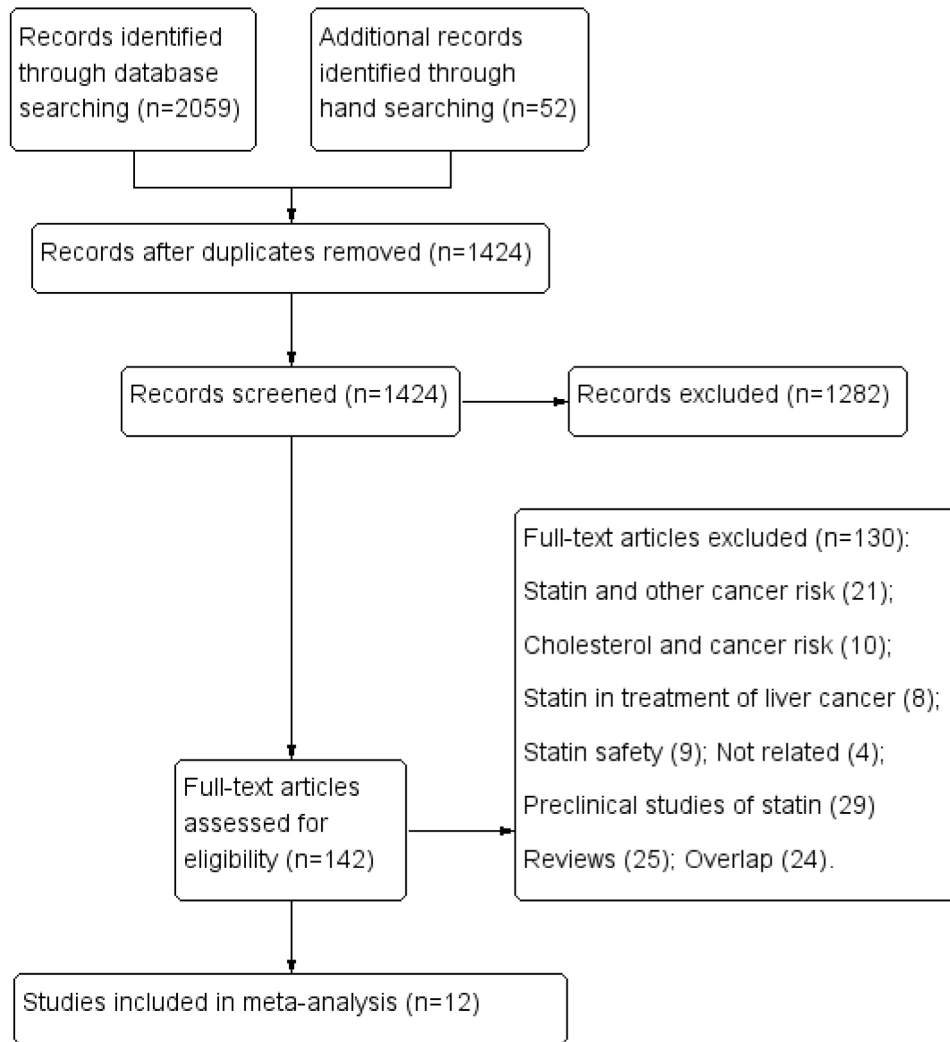 Records identified
through database
searching (n=2059)
Additional records
identified through
hand searching (n=52)
Records after duplicates removed (n=1424)
Records screened (n=1424)
Records excluded (n=1282)
Full-text articles
assessed for
eligibility (n=142)
Full-text articles excluded (n=130):
Statin and other cancer risk (21);
Cholesterol and cancer risk (10);
Statin in treatment of liver cancer (8);
Statin safety (9); Not related (4);
Preclinical studies of statin (29)
Reviews (25); Overlap (24).
Studies included in meta-analysis (n=12)